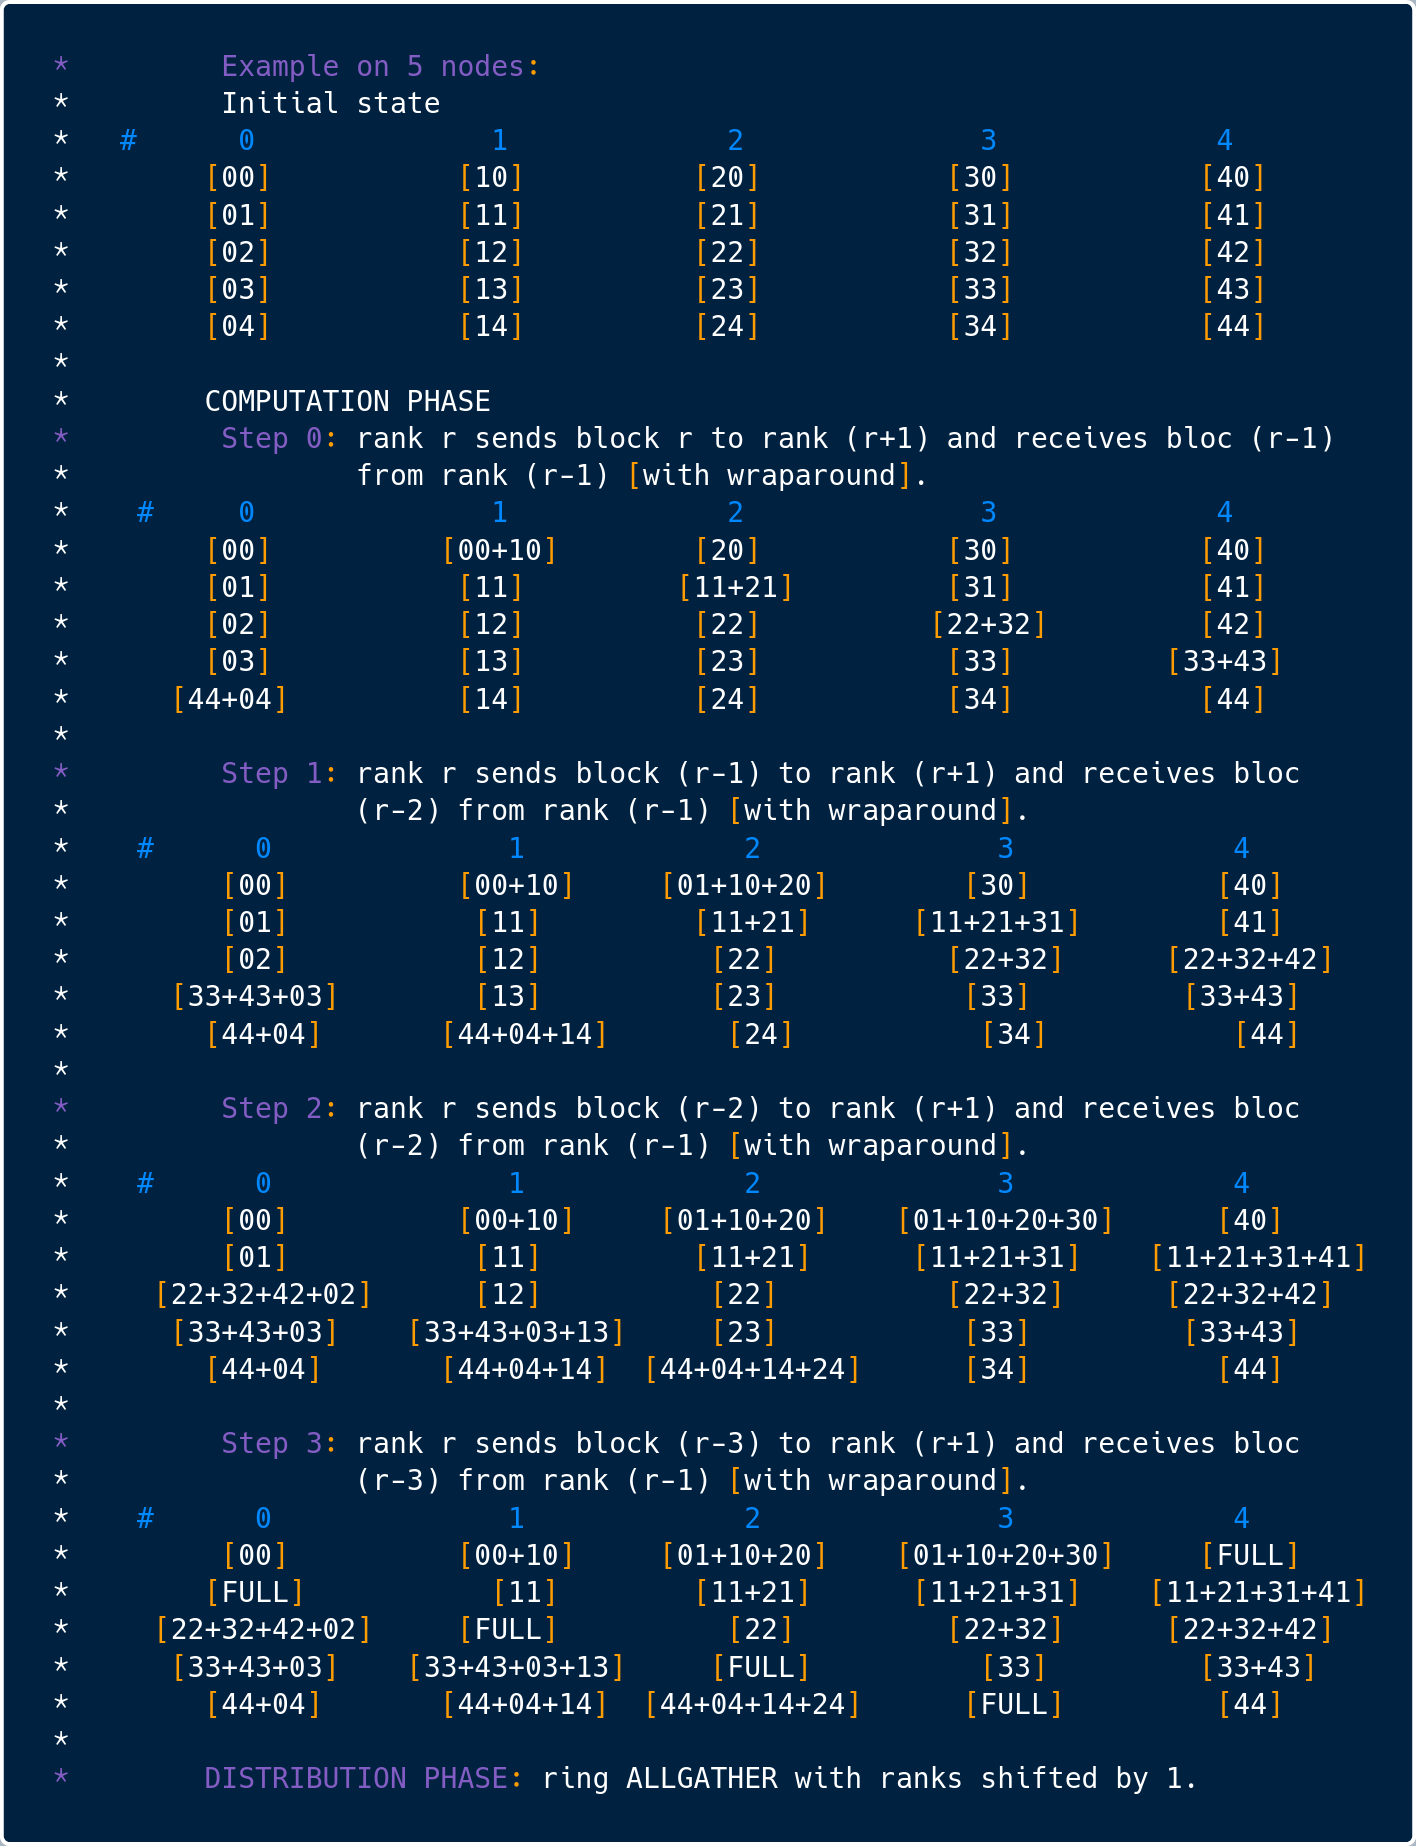 *         Example on 5 nodes:
*         Initial state
*   #      0              1             2              3             4
*        [00]           [10]          [20]           [30]           [40]
*        [01]           [11]          [21]           [31]           [41]
*        [02]           [12]          [22]           [32]           [42]
*        [03]           [13]          [23]           [33]           [43]
*        [04]           [14]          [24]           [34]           [44]
*
*        COMPUTATION PHASE
*         Step 0: rank r sends block r to rank (r+1) and receives bloc (r-1)
*                 from rank (r-1) [with wraparound].
*    #     0              1             2              3             4
*        [00]          [00+10]        [20]           [30]           [40]
*        [01]           [11]         [11+21]         [31]           [41]
*        [02]           [12]          [22]          [22+32]         [42]
*        [03]           [13]          [23]           [33]         [33+43]
*      [44+04]          [14]          [24]           [34]           [44]
*
*         Step 1: rank r sends block (r-1) to rank (r+1) and receives bloc
*                 (r-2) from rank (r-1) [with wraparound].
*    #      0              1             2              3             4
*         [00]          [00+10]     [01+10+20]        [30]           [40]
*         [01]           [11]         [11+21]      [11+21+31]        [41]
*         [02]           [12]          [22]          [22+32]      [22+32+42]
*      [33+43+03]        [13]          [23]           [33]         [33+43]
*        [44+04]       [44+04+14]       [24]           [34]           [44]
*
*         Step 2: rank r sends block (r-2) to rank (r+1) and receives bloc
*                 (r-2) from rank (r-1) [with wraparound].
*    #      0              1             2              3             4
*         [00]          [00+10]     [01+10+20]    [01+10+20+30]      [40]
*         [01]           [11]         [11+21]      [11+21+31]    [11+21+31+41]
*     [22+32+42+02]      [12]          [22]          [22+32]      [22+32+42]
*      [33+43+03]    [33+43+03+13]     [23]           [33]         [33+43]
*        [44+04]       [44+04+14]  [44+04+14+24]      [34]           [44]
*
*         Step 3: rank r sends block (r-3) to rank (r+1) and receives bloc
*                 (r-3) from rank (r-1) [with wraparound].
*    #      0              1             2              3             4
*         [00]          [00+10]     [01+10+20]    [01+10+20+30]     [FULL]
*        [FULL]           [11]        [11+21]      [11+21+31]    [11+21+31+41]
*     [22+32+42+02]     [FULL]          [22]         [22+32]      [22+32+42]
*      [33+43+03]    [33+43+03+13]     [FULL]          [33]         [33+43]
*        [44+04]       [44+04+14]  [44+04+14+24]      [FULL]         [44]
*
*        DISTRIBUTION PHASE: ring ALLGATHER with ranks shifted by 1.